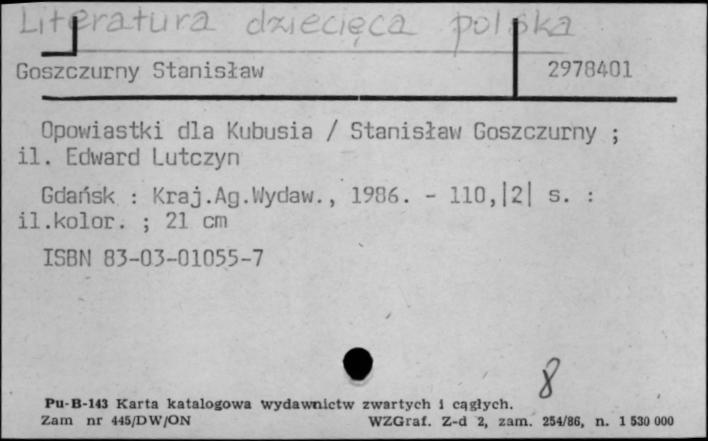 Literatura dziecięca polska
Goszczurny Stanisław 2978401
Opowiastki dla Kubusia / Stanisław Goszczurny ;
il. Edward Lutczyn
Gdańsk : Kraj.Ag.Wydaw., 1986. - 110,|2| s. :
il.kolor. ; 21 cm
ISBN 83-03-01055-7
8
Pu-B-143 Karta katalogowa wydawnictw zwartych i ciągłych.
Zam nr 445/DW/ON WZGraf. Z-d 2, zam. 254/86, n. 1 530 000